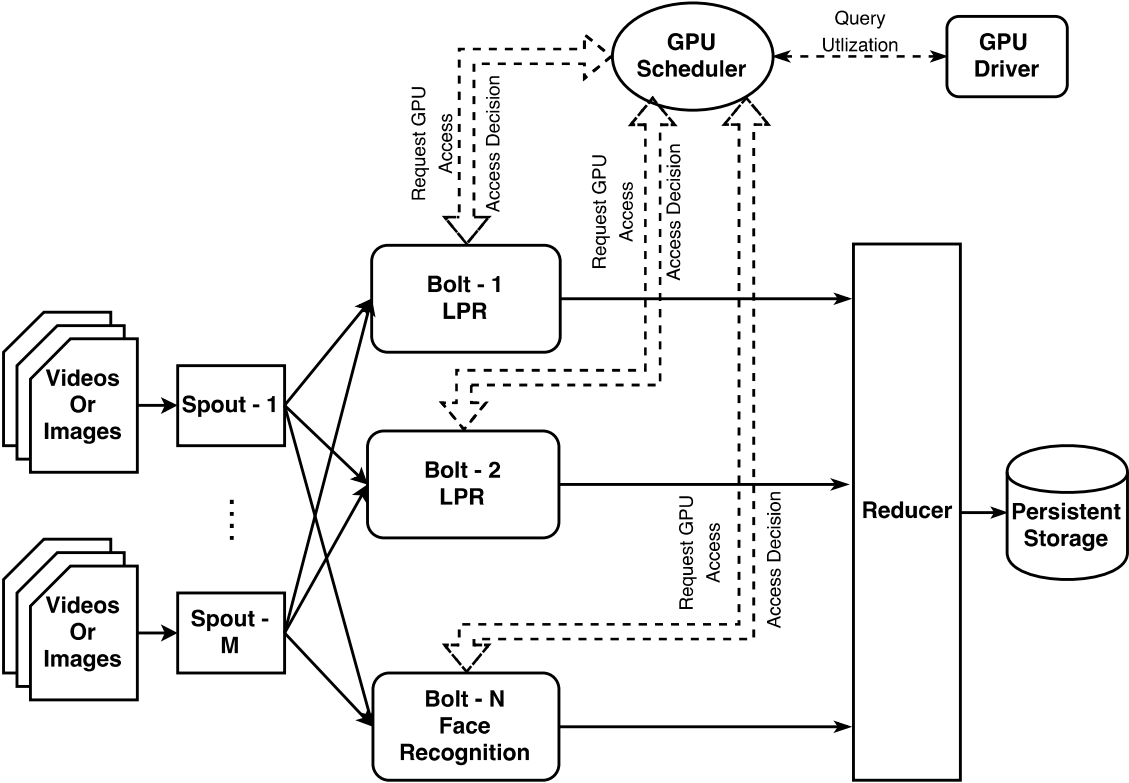 GPU
Scheduler
Query
Utlization
GPU
Driver
Request GPU
Access
Access Decision
Request GPU
Access
Access Decision
Bolt - 1
LPR
Videos
Or
Images
Spout - 1
Bolt - 2
LPR
Reducer
Persistent
Storage
Request GPU
Access
Access Decision
Videos
Or
Images
Spout -
M
Bolt - N
Face
Recognition